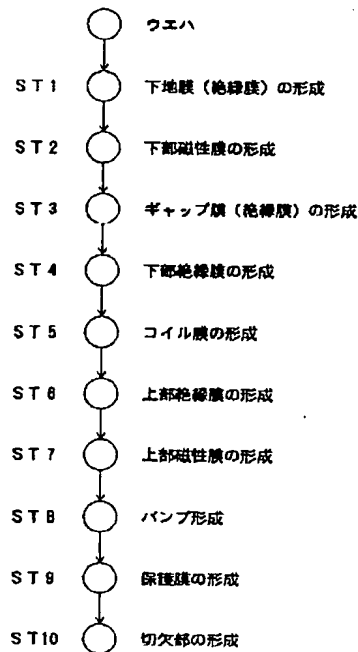 ウエハ
ST1 下地膜（絶縁膜）の形成
ST2 下部磁性膜の形成
ST3 ギャップ膜（絶縁膜）の形成
ST4 下部絶縁膜の形成
ST5 コイル膜の形成
ST6 上部絶縁膜の形成
ST7 上部磁性膜の形成
ST8 バンプ形成
ST9 保護膜の形成
ST10 切欠部の形成